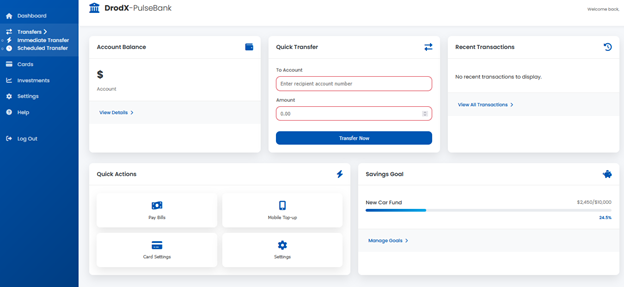 DrodX-PulseBank
Welcome back,
Dashboard
Transfers
Immediate Transfer
Scheduled Transfer
Cards
Investments
Settings
Help
Log Out
Account Balance
$
Account
View Details
Quick Transfer
To Account
Enter recipient account number
Amount
0.00
Transfer Now
Recent Transactions
No recent transactions to display.
View All Transactions
Quick Actions
Pay Bills
Mobile Top-up
Card Settings
Settings
Savings Goal
New Car Fund
$2,450/$10,000
24.5%
Manage Goals